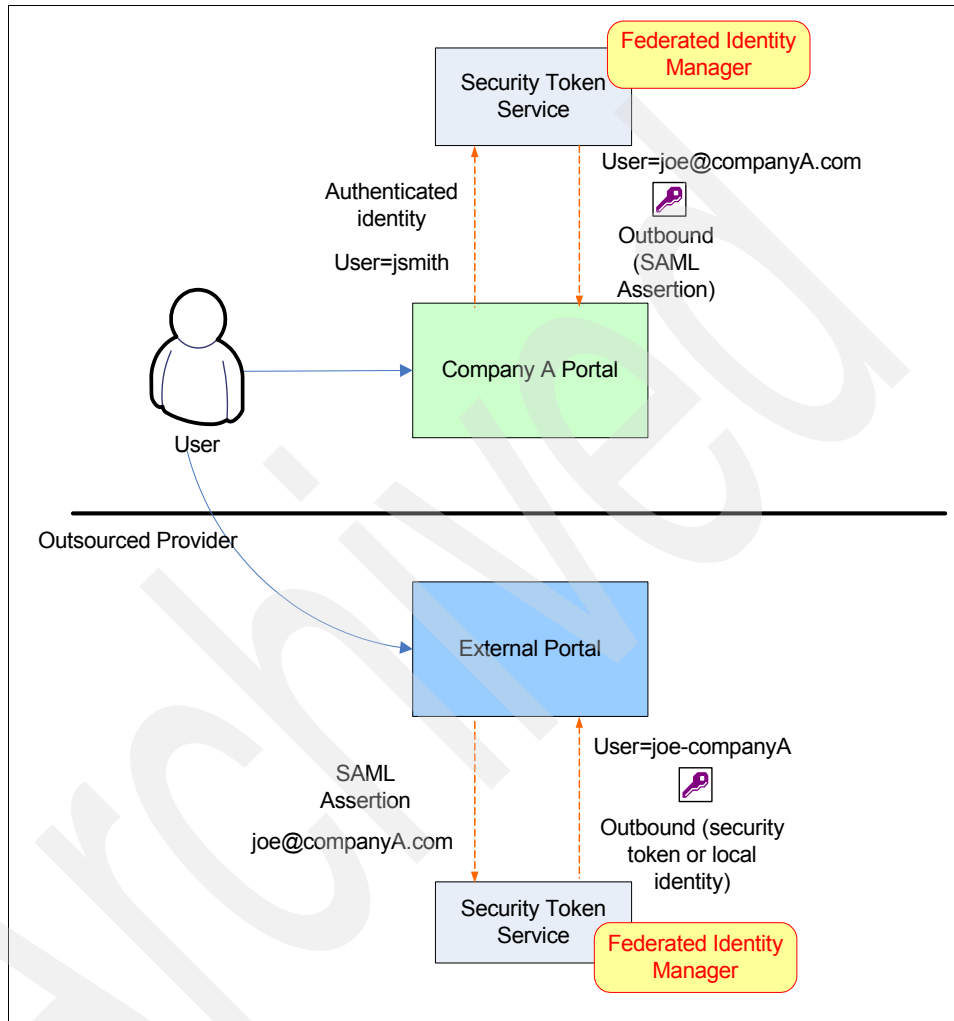 Federated Identity
Manager
Security Token
Service
User=joe@companyA.com
Authenticated
identity
Outbound
(SAML
Assertion)
User=jsmith
Company A Portal
User
Outsourced Provider
External Portal
User=joe-companyA
SAML
Assertion
joe@companyA.com
Outbound (security
token or local
identity)
Security Token
Service
Federated Identity
Manager
Archived